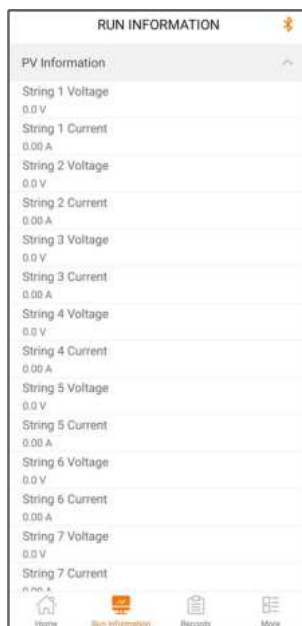 RUN INFORMATION
PV Information
String 1 Voltage
0.0 V
String 1 Current
0.00 A
String 2 Voltage
0.0 V
String 2 Current
0.00 A
String 3 Voltage
0.0 V
String 3 Current
0.00 A
String 4 Voltage
0.0 V
String 4 Current
0.00 A
String 5 Voltage
0.0 V
String 5 Current
0.00 A
String 6 Voltage
0.0 V
String 6 Current
0.00 A
String 7 Voltage
0.0 V
String 7 Current
0.00 A
Home Run Information Records More